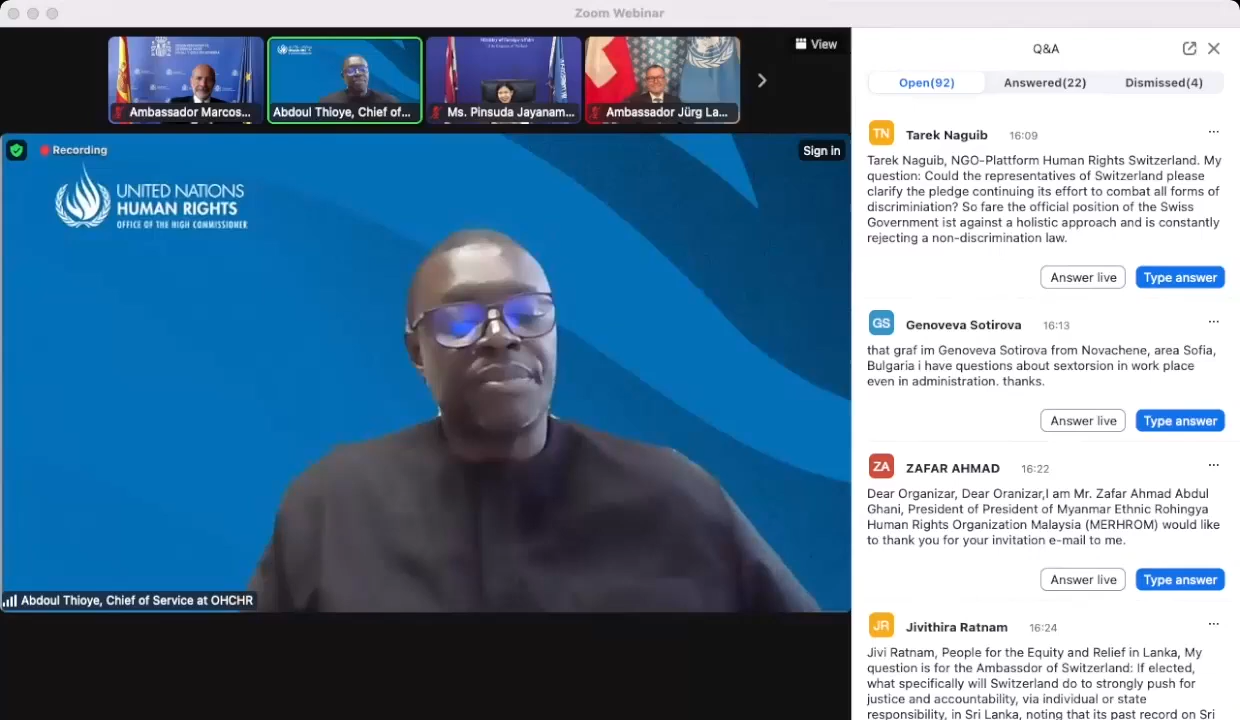 Zoom Webinar
View
Ambassador Marcos...
Abdoul Thioye, Chief of...
Ministry of Foreign Affairs
Ms. Pinsuda Jayanam...
Ambassador Jürg La...
Recording
Sign in
UNITED NATIONS
HUMAN RIGHTS
OFFICE OF THE HIGH COMMISSIONER
Abdoul Thioye, Chief of Service at OHCHR
Q&A
Open(92)
Answered(22)
Dismissed(4)
TN
Tarek Naguib 16:09
...
Tarek Naguib, NGO-Plattform Human Rights Switzerland. My
question: Could the representatives of Switzerland please
clarify the pledge continuing its effort to combat all forms of
discriminiation? So fare the official position of the Swiss
Government ist against a holistic approach and is constantly
rejecting a non-discrimination law.
Answer live
Type answer
GS
Genoveva Sotirova 16:13
...
that graf im Genoveva Sotirova from Novachene, area Sofia,
Bulgaria i have questions about sextorsion in work place
even in administration. thanks.
Answer live
Type answer
ZA
ZAFAR AHMAD 16:22
...
Dear Organizar, Dear Oranizar,I am Mr. Zafar Ahmad Abdul
Ghani, President of President of Myanmar Ethnic Rohingya
Human Rights Organization Malaysia (MERHROM) would like
to thank you for your invitation e-mail to me.
Answer live
Type answer
JR
Jivithira Ratnam 16:24
...
Jivi Ratnam, People for the Equity and Relief in Lanka, My
question is for the Ambassdor of Switzerland: If elected,
what specifically will Switzerland do to strongly push for
justice and accountability, via individual or state
responsibility, in Sri Lanka, noting that its past record on Sri